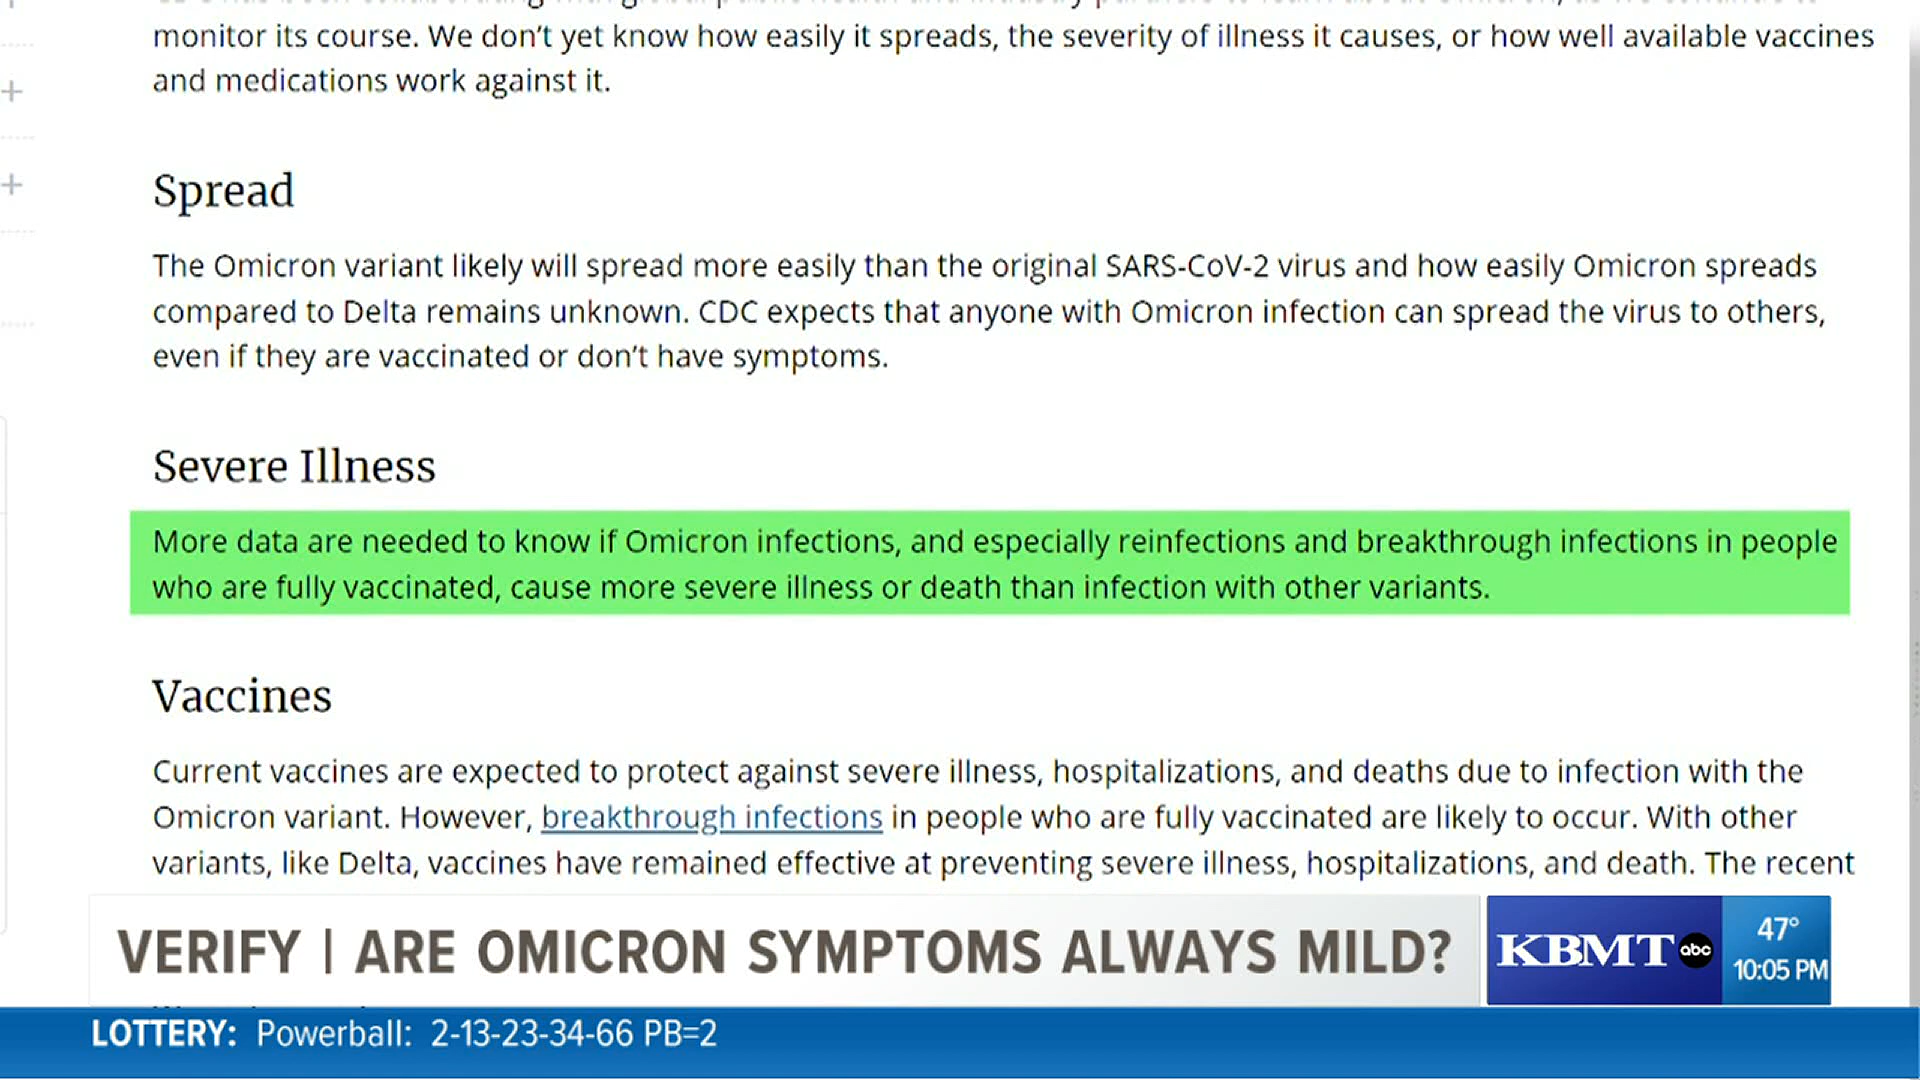 monitor its course. We don't yet know how easily it spreads, the severity of illness it causes, or how well available vaccines
and medications work against it.
Spread
The Omicron variant likely will spread more easily than the original SARS-CoV-2 virus and how easily Omicron spreads
compared to Delta remains unknown. CDC expects that anyone with Omicron infection can spread the virus to others,
even if they are vaccinated or don't have symptoms.
Severe Illness
More data are needed to know if Omicron infections, and especially reinfections and breakthrough infections in people
who are fully vaccinated, cause more severe illness or death than infection with other variants.
Vaccines
Current vaccines are expected to protect against severe illness, hospitalizations, and deaths due to infection with the
Omicron variant. However, breakthrough infections in people who are fully vaccinated are likely to occur. With other
variants, like Delta, vaccines have remained effective at preventing severe illness, hospitalizations, and death. The recent
VERIFY | ARE OMICRON SYMPTOMS ALWAYS MILD?
KBMT abc
47°
10:05 PM
LOTTERY: Powerball: 2-13-23-34-66 PB=2